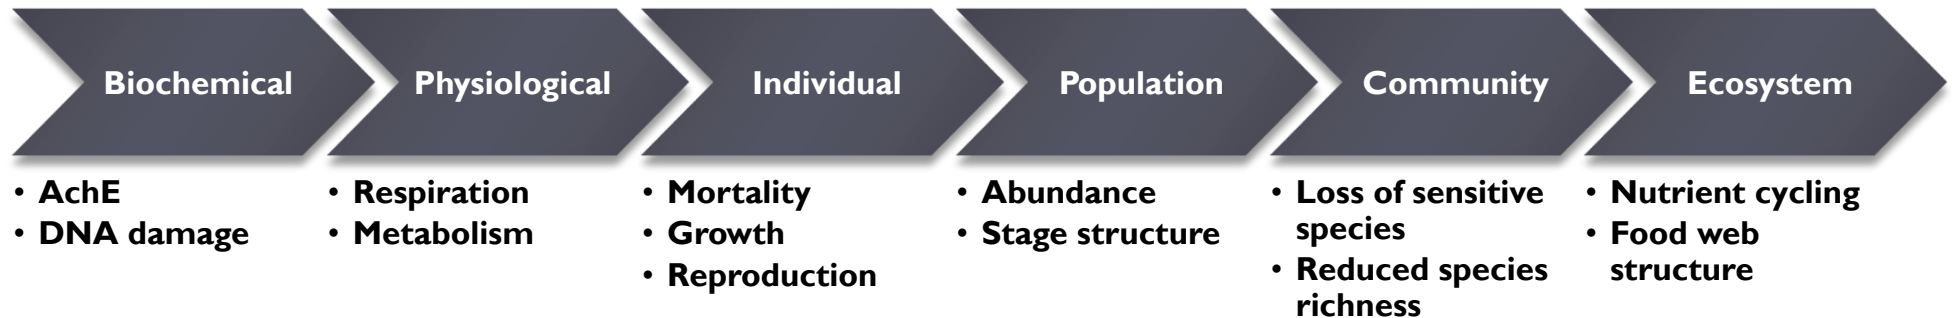 Biochemical
Physiological
Individual
Population
Community
Ecosystem
• AchE
• DNA damage
• Respiration
• Metabolism
• Mortality
• Growth
• Reproduction
• Abundance
• Stage structure
• Loss of sensitive
species
• Reduced species
richness
• Nutrient cycling
• Food web
structure